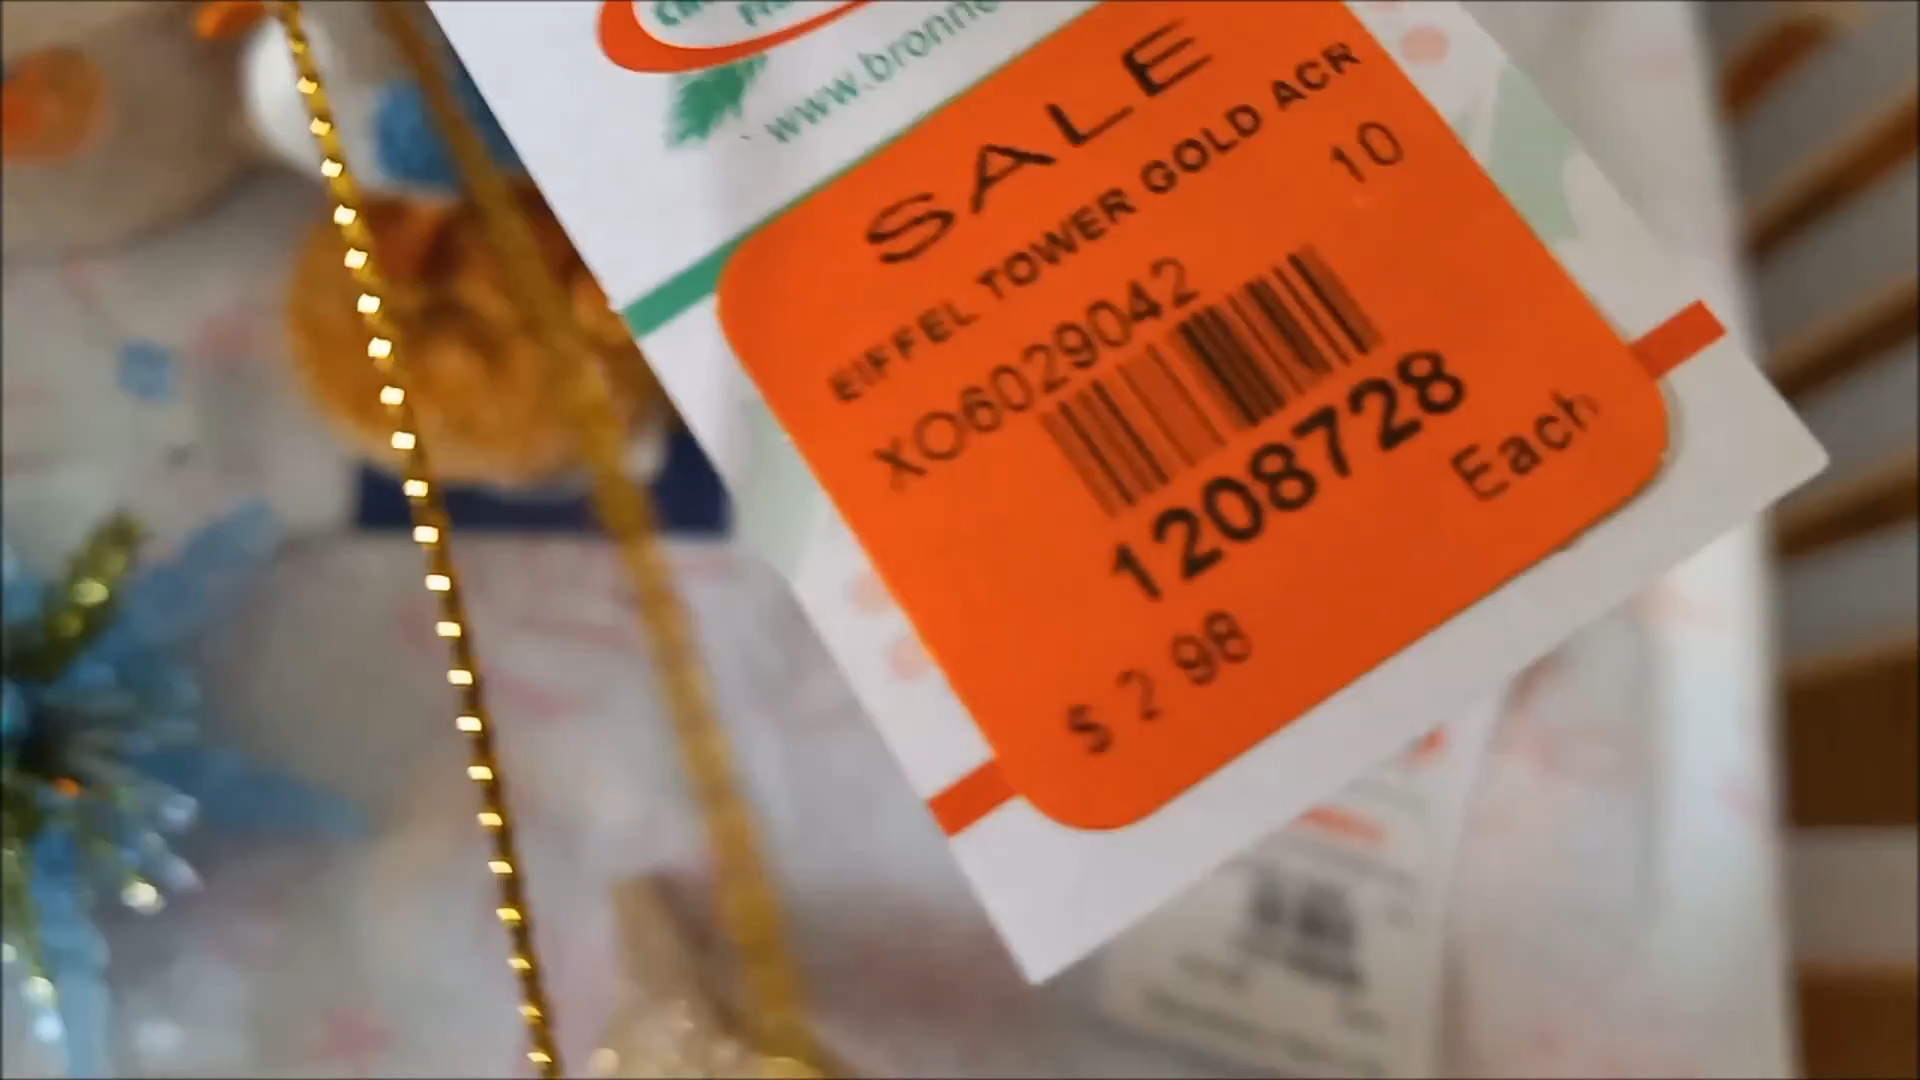 www.bronne
SALE
EIFFEL TOWER GOLD ACR
10
XO6029042
1208728
Each
$ 2 98